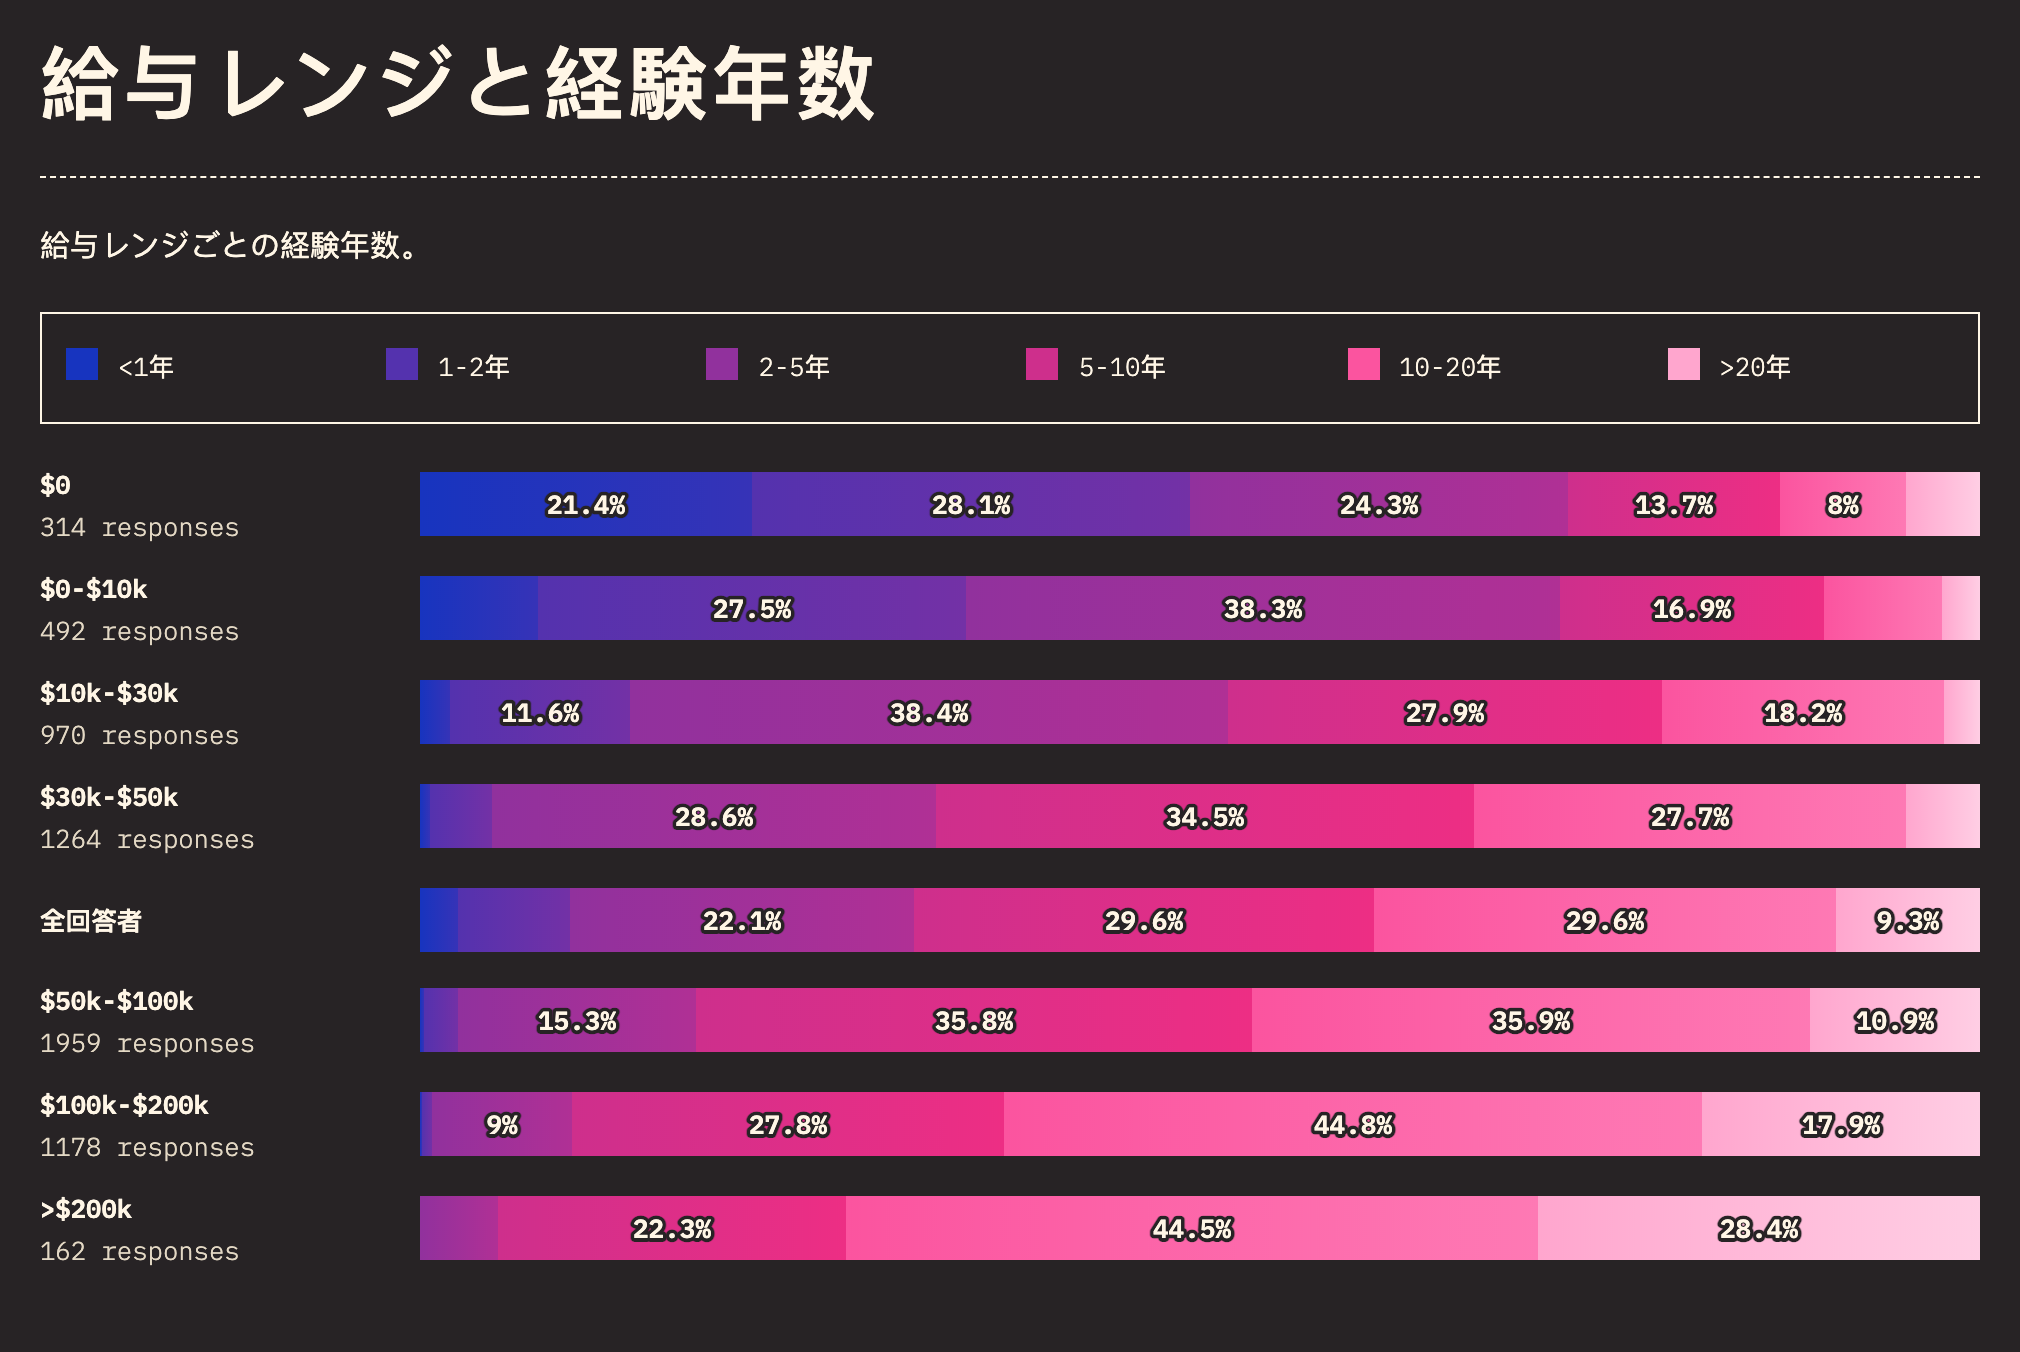 給与レンジと経験年数
給与レンジごとの経験年数。
<1年 1-2年 2-5年 5-10年 10-20年 >20年
$0
314 responses
21.4% 28.1% 24.3% 13.7% 8%
$0-$10k
492 responses
27.5% 38.3% 16.9%
$10k-$30k
970 responses
11.6% 38.4% 27.9% 18.2%
$30k-$50k
1264 responses
28.6% 34.5% 27.7%
全回答者
22.1% 29.6% 29.6% 9.3%
$50k-$100k
1959 responses
15.3% 35.8% 35.9% 10.9%
$100k-$200k
1178 responses
9% 27.8% 44.8% 17.9%
>$200k
162 responses
22.3% 44.5% 28.4%